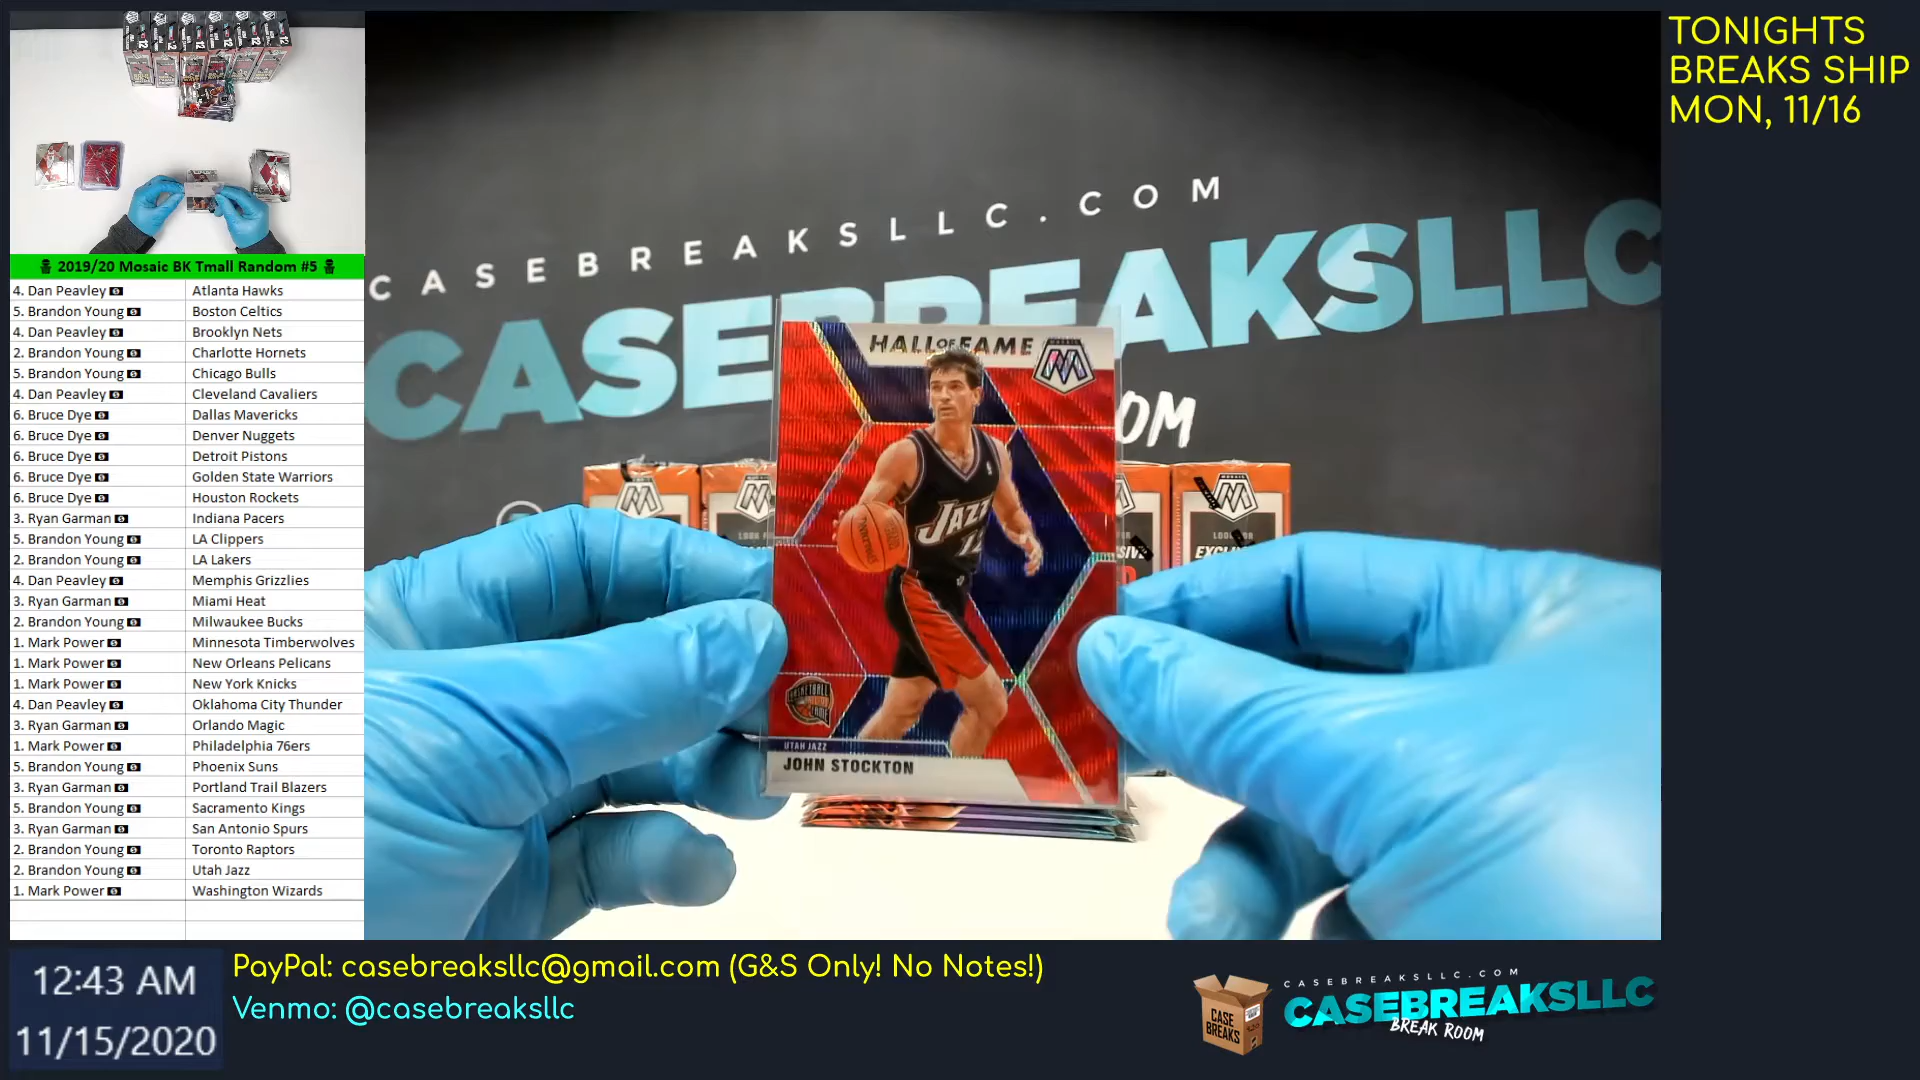 TONIGHTS
BREAKS SHIP
MON, 11/16
CASEBREAKSLLC.COM
CASEBREAKSLLC
OM
HALL OF FAME
MOSAIC
JAZZ
UTAH JAZZ
JOHN STOCKTON
2019/20 Mosaic BK Tmall Random #5
4. Dan Peavley Atlanta Hawks
5. Brandon Young Boston Celtics
4. Dan Peavley Brooklyn Nets
2. Brandon Young Charlotte Hornets
5. Brandon Young Chicago Bulls
4. Dan Peavley Cleveland Cavaliers
6. Bruce Dye Dallas Mavericks
6. Bruce Dye Denver Nuggets
6. Bruce Dye Detroit Pistons
6. Bruce Dye Golden State Warriors
6. Bruce Dye Houston Rockets
3. Ryan Garman Indiana Pacers
5. Brandon Young LA Clippers
2. Brandon Young LA Lakers
4. Dan Peavley Memphis Grizzlies
3. Ryan Garman Miami Heat
2. Brandon Young Milwaukee Bucks
1. Mark Power Minnesota Timberwolves
1. Mark Power New Orleans Pelicans
1. Mark Power New York Knicks
4. Dan Peavley Oklahoma City Thunder
3. Ryan Garman Orlando Magic
1. Mark Power Philadelphia 76ers
5. Brandon Young Phoenix Suns
3. Ryan Garman Portland Trail Blazers
5. Brandon Young Sacramento Kings
3. Ryan Garman San Antonio Spurs
2. Brandon Young Toronto Raptors
2. Brandon Young Utah Jazz
1. Mark Power Washington Wizards
12:43 AM
11/15/2020
PayPal: casebreaksllc@gmail.com (G&S Only! No Notes!)
Venmo: @casebreaksllc
CASE
BREAKS
CASEBREAKSLLC.COM
CASEBREAKSLLC
BREAK ROOM